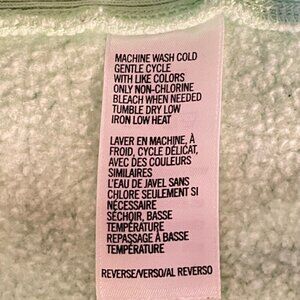 MACHINE WASH COLD
GENTLE CYCLE
WITH LIKE COLORS
ONLY NON-CHLORINE
BLEACH WHEN NEEDED
TUMBLE DRY LOW
IRON LOW HEAT
LAVER EN MACHINE, À
FROID, CYCLE DÉLICAT,
AVEC DES COULEURS
SIMILAIRES
L'EAU DE JAVEL SANS
CHLORE SEULEMENT SI
NÉCESSAIRE
SÉCHOIR, BASSE
TEMPÉRATURE
REPASSAGE À BASSE
TEMPÉRATURE
REVERSE/VERSO/AL REVERSO